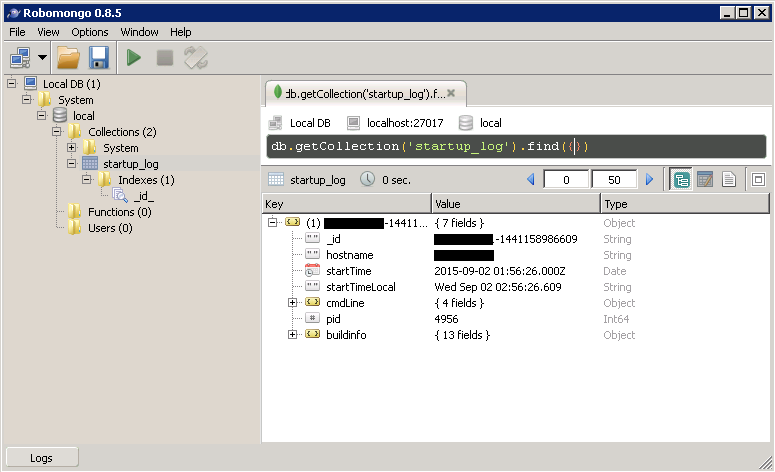 Robomongo 0.8.5
File View Options Window Help
Local DB (1)
System
local
Collections (2)
System
startup_log
Indexes (1)
_id_
Functions (0)
Users (0)
db.getCollection('startup_log').f...
Local DB localhost:27017 local
db.getCollection('startup_log').find({})
startup_log 0 sec. 0 50
Key Value Type
(1) -14411... { 7 fields } Object
_id .-1441158986609 String
hostname String
startTime 2015-09-02 01:56:26.000Z Date
startTimeLocal Wed Sep 02 02:56:26.609 String
cmdLine { 4 fields } Object
pid 4956 Int64
buildinfo { 13 fields } Object
Logs